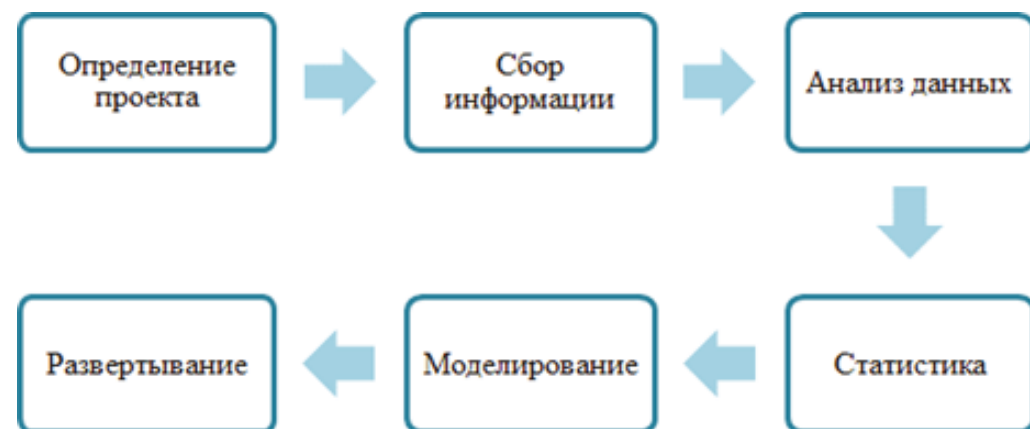 Определение
проекта
Сбор
информации
Анализ данных
Статистика
Моделирование
Развертывание